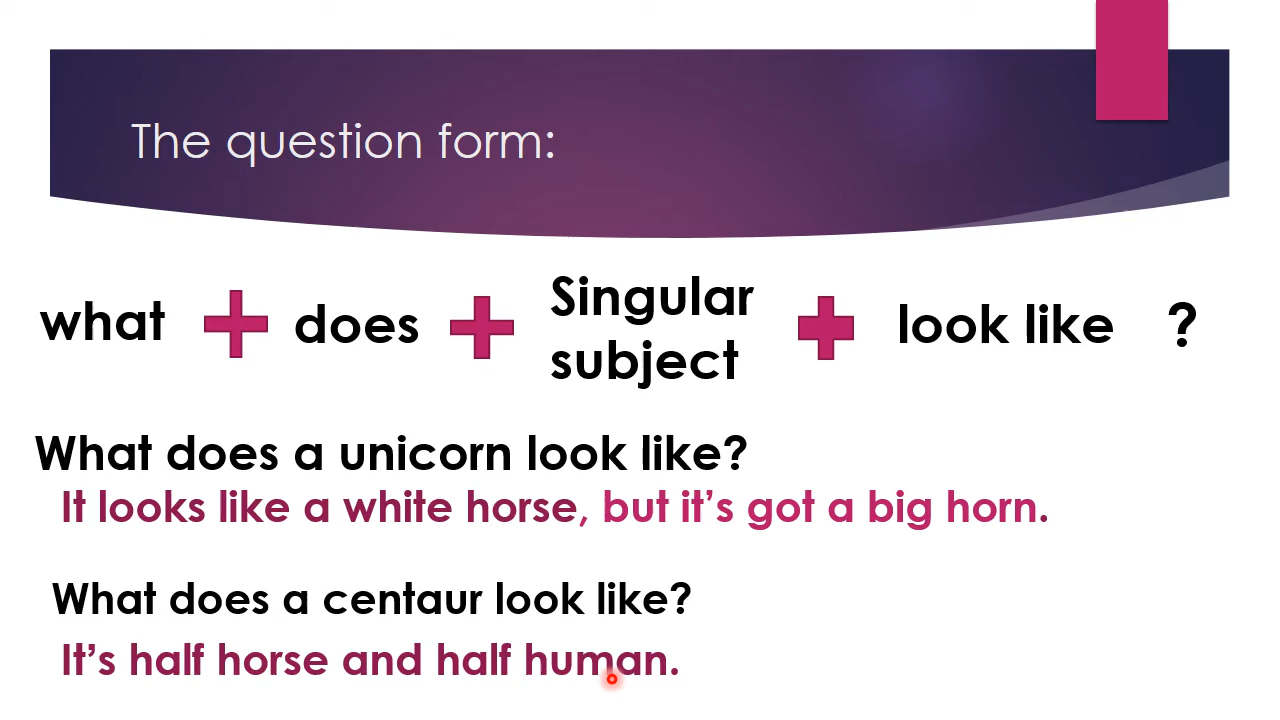 The question form:
what does Singular subject look like ?
What does a unicorn look like?
It looks like a white horse, but it’s got a big horn.
What does a centaur look like?
It’s half horse and half human.